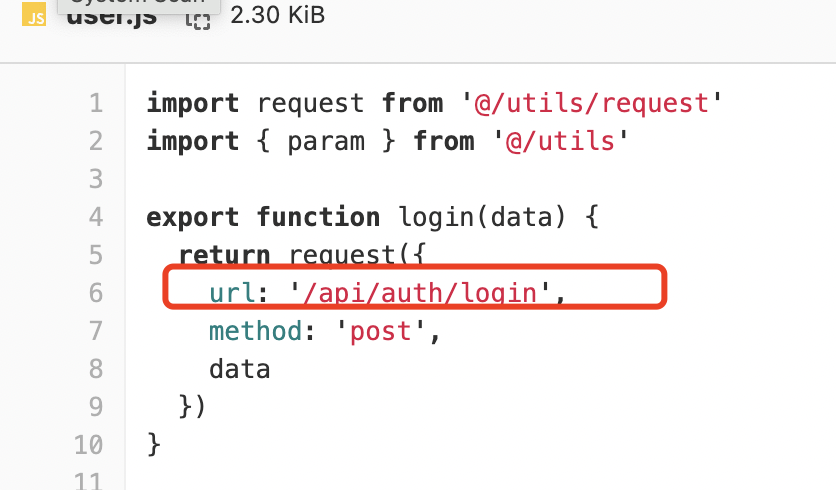 System Scan
JS user.js 2.30 KiB
1 import request from '@/utils/request'
2 import { param } from '@/utils'
3
4 export function login(data) {
5   return request({
6     url: '/api/auth/login',
7     method: 'post',
8     data
9   })
10 }
11